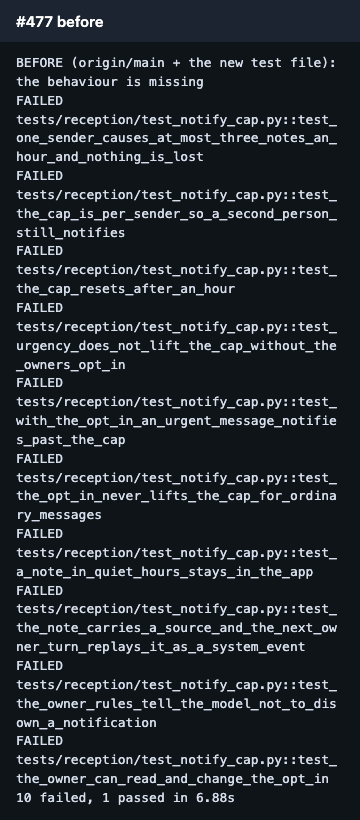 #477 before
BEFORE (origin/main + the new test file):
the behaviour is missing
FAILED
tests/reception/test_notify_cap.py::test_
one_sender_causes_at_most_three_notes_an_
hour_and_nothing_is_lost
FAILED
tests/reception/test_notify_cap.py::test_
the_cap_is_per_sender_so_a_second_person_
still_notifies
FAILED
tests/reception/test_notify_cap.py::test_
the_cap_resets_after_an_hour
FAILED
tests/reception/test_notify_cap.py::test_
urgency_does_not_lift_the_cap_without_the
_owners_opt_in
FAILED
tests/reception/test_notify_cap.py::test_
with_the_opt_in_an_urgent_message_notifie
s_past_the_cap
FAILED
tests/reception/test_notify_cap.py::test_
the_opt_in_never_lifts_the_cap_for_ordina
ry_messages
FAILED
tests/reception/test_notify_cap.py::test_
a_note_in_quiet_hours_stays_in_the_app
FAILED
tests/reception/test_notify_cap.py::test_
the_note_carries_a_source_and_the_next_ow
ner_turn_replays_it_as_a_system_event
FAILED
tests/reception/test_notify_cap.py::test_
the_owner_rules_tell_the_model_not_to_dis
own_a_notification
FAILED
tests/reception/test_notify_cap.py::test_
the_owner_can_read_and_change_the_opt_in
10 failed, 1 passed in 6.88s